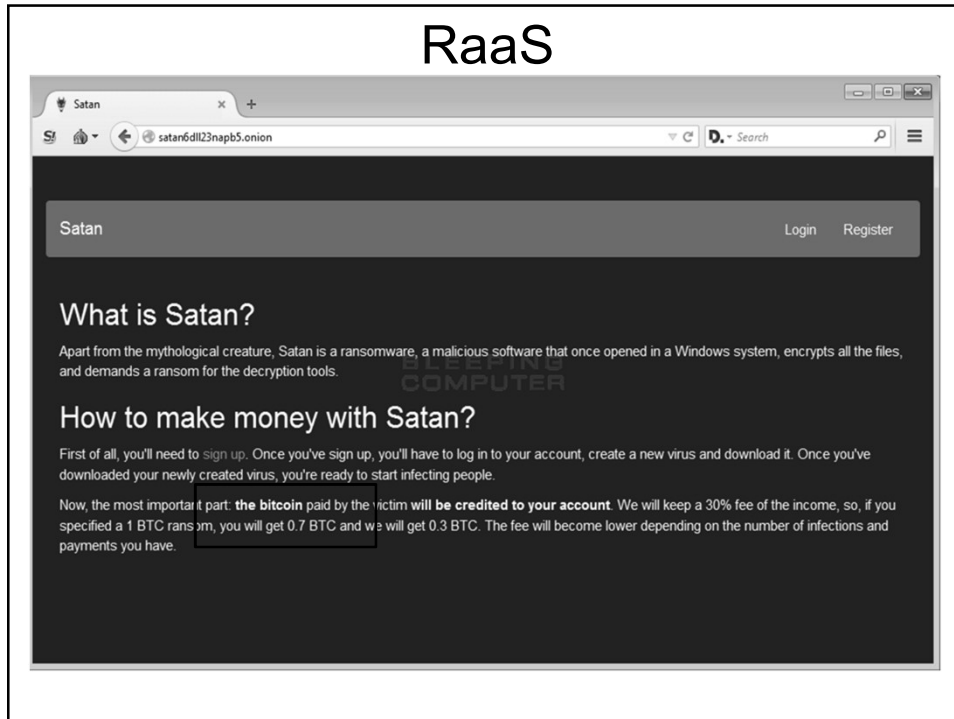 RaaS
Satan
satan6dll23napb5.onion
Search
Satan
Login Register
What is Satan?
Apart from the mythological creature, Satan is a ransomware, a malicious software that once opened in a Windows system, encrypts all the files,
and demands a ransom for the decryption tools.
BLEEPING
COMPUTER
How to make money with Satan?
First of all, you'll need to sign up. Once you've sign up, you'll have to log in to your account, create a new virus and download it. Once you've
downloaded your newly created virus, you're ready to start infecting people.
Now, the most important part: the bitcoin paid by the victim will be credited to your account. We will keep a 30% fee of the income, so, if you
specified a 1 BTC ransom, you will get 0.7 BTC and we will get 0.3 BTC. The fee will become lower depending on the number of infections and
payments you have.